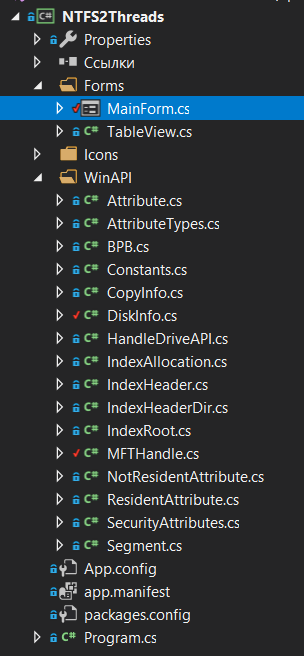 NTFS2Threads
Properties
Ссылки
Forms
MainForm.cs
TableView.cs
Icons
WinAPI
Attribute.cs
AttributeTypes.cs
BPB.cs
Constants.cs
CopyInfo.cs
DiskInfo.cs
HandleDriveAPI.cs
IndexAllocation.cs
IndexHeader.cs
IndexHeaderDir.cs
IndexRoot.cs
MFTHandle.cs
NotResidentAttribute.cs
ResidentAttribute.cs
SecurityAttributes.cs
Segment.cs
App.config
app.manifest
packages.config
Program.cs